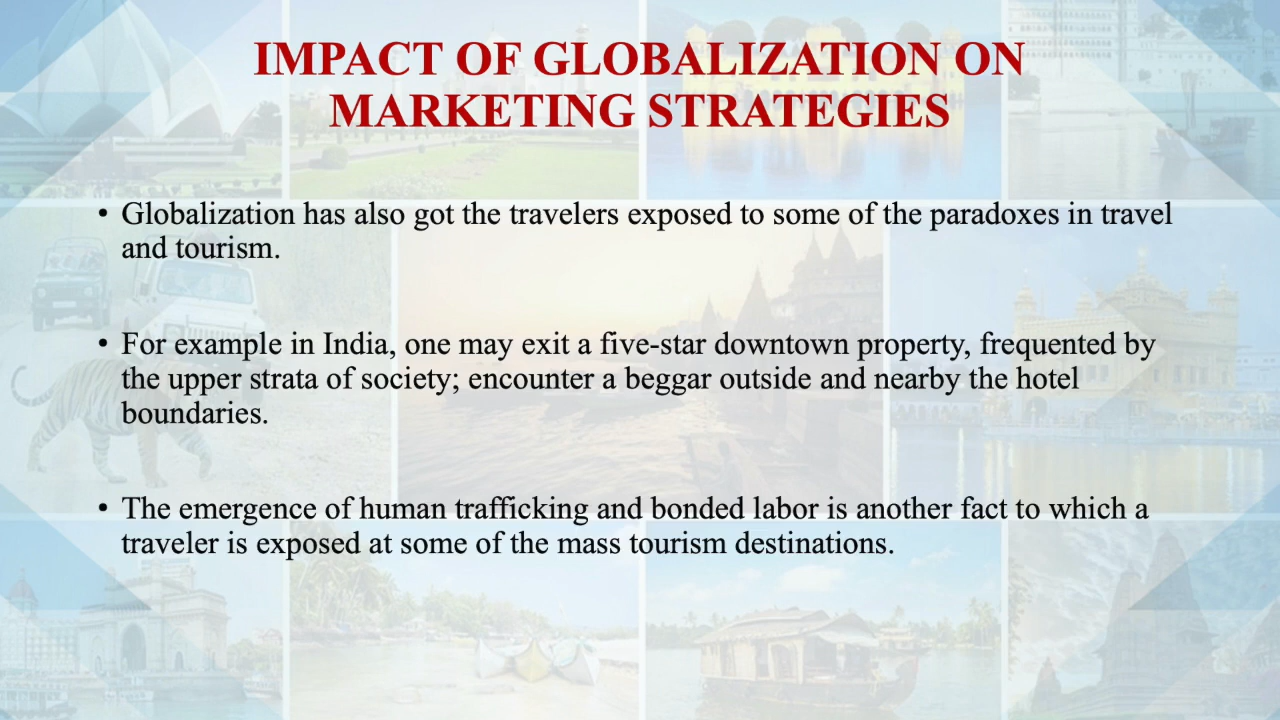 IMPACT OF GLOBALIZATION ON
MARKETING STRATEGIES
• Globalization has also got the travelers exposed to some of the paradoxes in travel
and tourism.
• For example in India, one may exit a five-star downtown property, frequented by
the upper strata of society; encounter a beggar outside and nearby the hotel
boundaries.
• The emergence of human trafficking and bonded labor is another fact to which a
traveler is exposed at some of the mass tourism destinations.